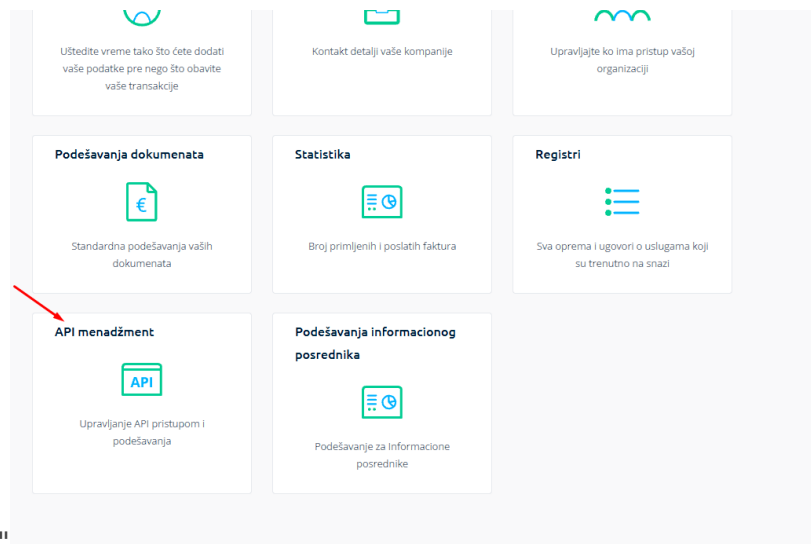 Uštedite vreme tako što ćete dodati
vaše podatke pre nego što obavite
vaše transakcije
Kontakt detalji vaše kompanije
Upravljajte ko ima pristup vašoj
organizaciji
Podešavanja dokumenata
€
Standardna podešavanja vaših
dokumenata
Statistika
Broj primljenih i poslatih faktura
Registri
Sva oprema i ugovori o uslugama koji
su trenutno na snazi
API menadžment
API
Upravljanje API pristupom i
podešavanja
Podešavanja informacionog
posrednika
Podešavanje za Informacione
posrednike
"